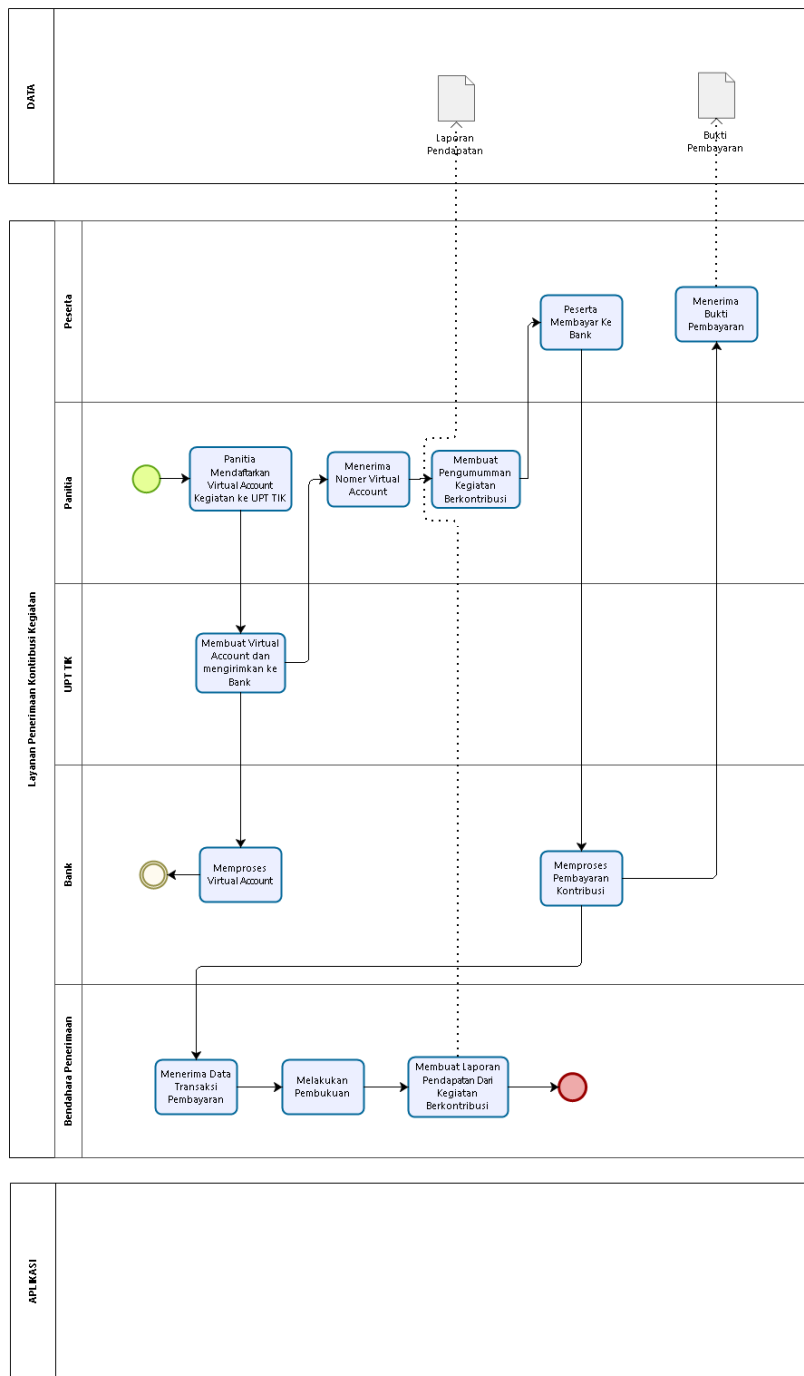 DATA
Laporan
Pendapatan
Bukti
Pembayaran
Layanan Penerimaan Kontirbusi Kegiatan
Peserta
Peserta
Membayar Ke
Bank
Menerima
Bukti
Pembayaran
Panitia
Panitia
Mendaftarkan
Virtual Account
Kegiatan ke UPT TIK
Menerima
Nomer Virtual
Account
Membuat
Pengumumman
Kegiatan
Berkontribusi
UPT TIK
Membuat Virtual
Account dan
mengirimkan ke
Bank
Bank
Memproses
Virtual Account
Memproses
Pembayaran
Kontribusi
Bendahara Penerimaan
Menerima Data
Transaksi
Pembayaran
Melakukan
Pembukuan
Membuat Laporan
Pendapatan Dari
Kegiatan
Berkontribusi
APLIKASI